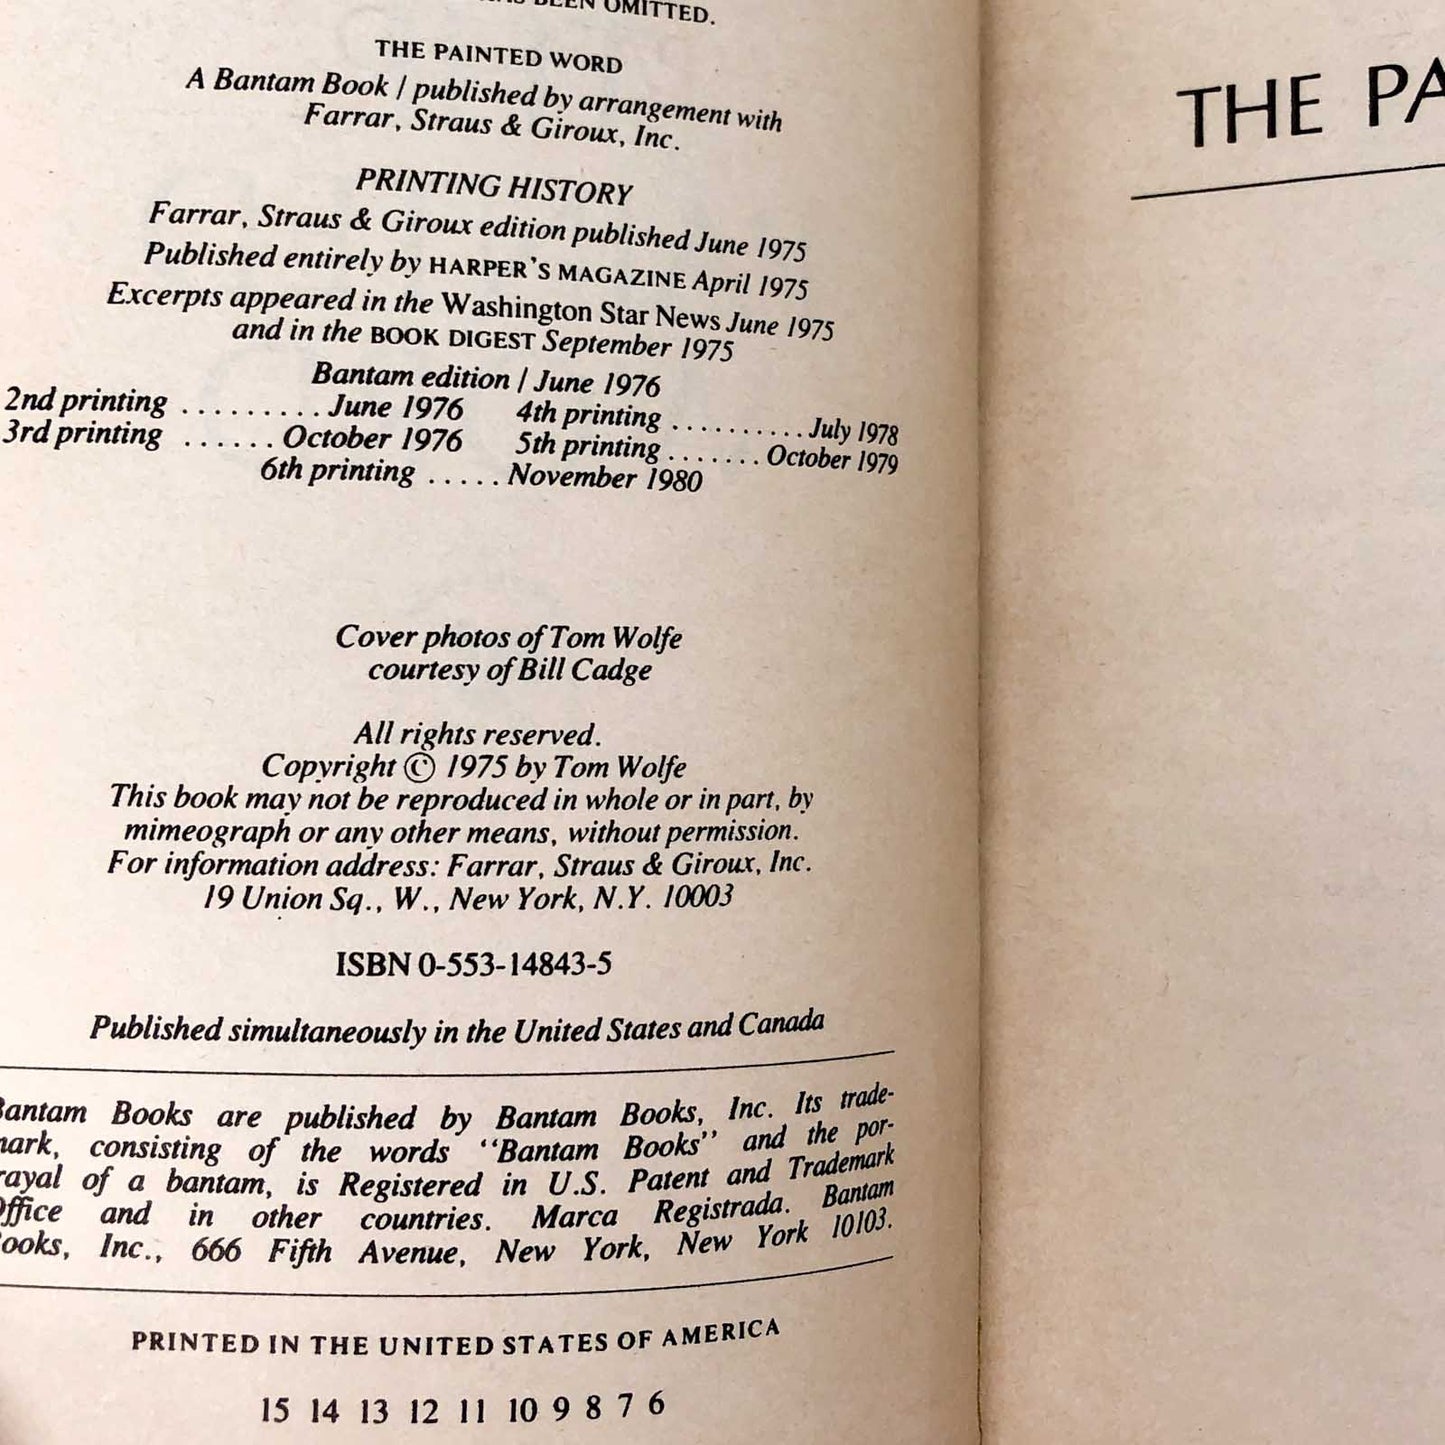 BEEN OMITTED.
THE PAINTED WORD
A Bantam Book / published by arrangement with
Farrar, Straus & Giroux, Inc.
PRINTING HISTORY
Farrar, Straus & Giroux edition published June 1975
Published entirely by HARPER'S MAGAZINE April 1975
Excerpts appeared in the Washington Star News June 1975
and in the BOOK DIGEST September 1975
Bantam edition / June 1976
2nd printing ......... June 1976 4th printing .......... July 1978
3rd printing ...... October 1976 5th printing ....... October 1979
6th printing ..... November 1980
Cover photos of Tom Wolfe
courtesy of Bill Cadge
All rights reserved.
Copyright © 1975 by Tom Wolfe
This book may not be reproduced in whole or in part, by
mimeograph or any other means, without permission.
For information address: Farrar, Straus & Giroux, Inc.
19 Union Sq., W., New York, N.Y. 10003
ISBN 0-553-14843-5
Published simultaneously in the United States and Canada
Bantam Books are published by Bantam Books, Inc. Its trade-
mark, consisting of the words "Bantam Books" and the por-
rayal of a bantam, is Registered in U.S. Patent and Trademark
Office and in other countries. Marca Registrada. Bantam
ooks, Inc., 666 Fifth Avenue, New York, New York 10103.
PRINTED IN THE UNITED STATES OF AMERICA
15 14 13 12 11 10 9 8 7 6
THE PA